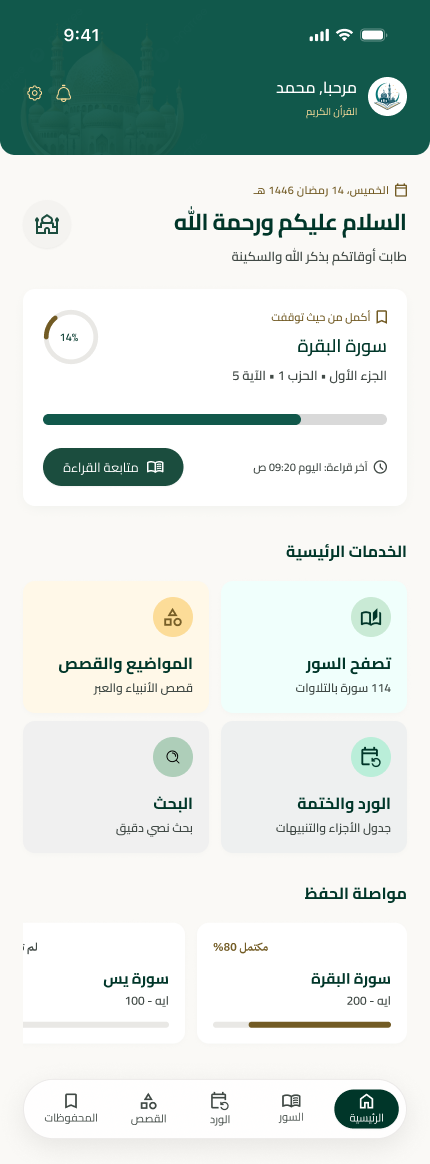 9:41
مرحبا, محمد
القرأن الكريم
الخميس، 14 رمضان 1446 هـ
السلام عليكم ورحمة الله
طابت أوقاتكم بذكر الله والسكينة
أكمل من حيث توقفت
14%
سورة البقرة
الجزء الأول • الحزب 1 • الآية 5
آخر قراءة: اليوم 09:20 ص
متابعة القراءة
الخدمات الرئيسية
تصفح السور
114 سورة بالتلاوات
المواضيع والقصص
قصص الأنبياء والعبر
الورد والختمة
جدول الأجزاء والتنبيهات
البحث
بحث نصي دقيق
مواصلة الحفظ
مكتمل 80%
سورة البقرة
ايه - 200
لم
سورة يس
ايه - 100
الرئيسية
السور
الورد
القصص
المحفوظات